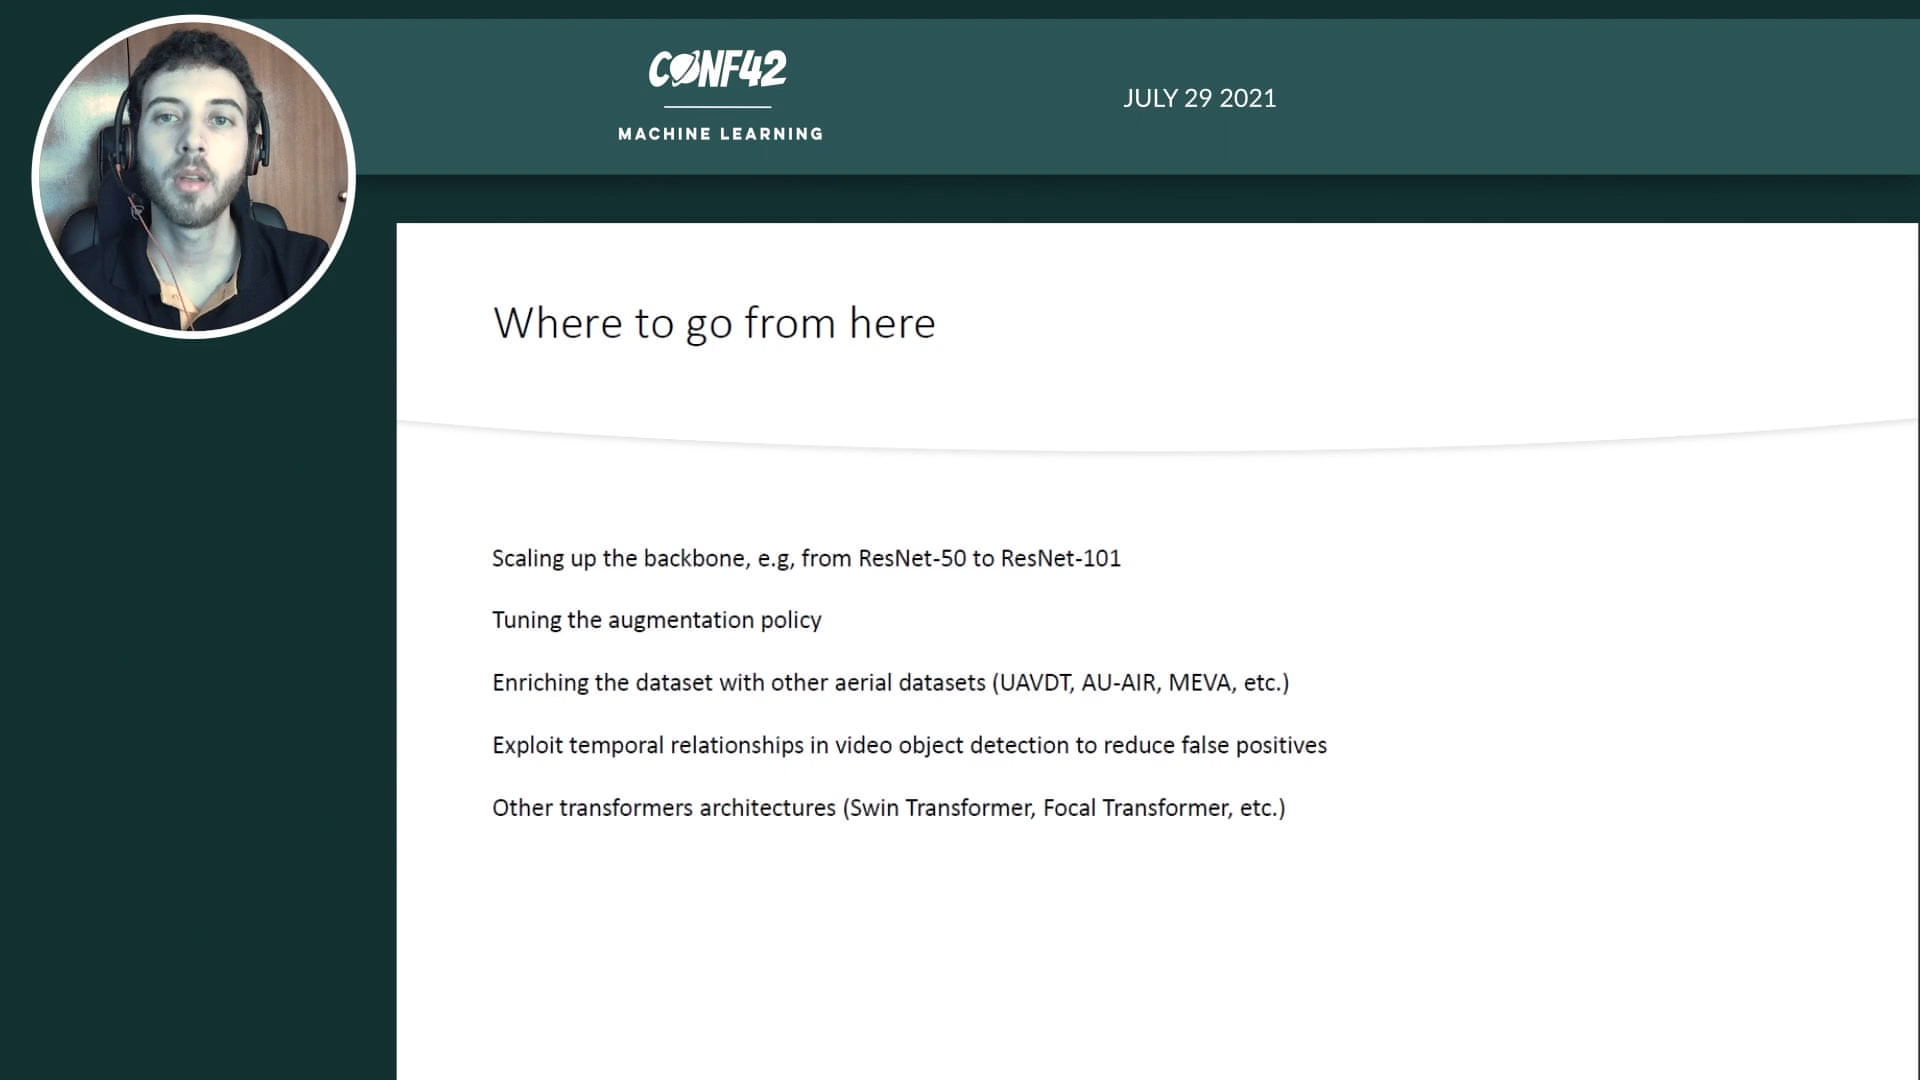 CONF42
MACHINE LEARNING
JULY 29 2021
Where to go from here
Scaling up the backbone, e.g, from ResNet-50 to ResNet-101
Tuning the augmentation policy
Enriching the dataset with other aerial datasets (UAVDT, AU-AIR, MEVA, etc.)
Exploit temporal relationships in video object detection to reduce false positives
Other transformers architectures (Swin Transformer, Focal Transformer, etc.)